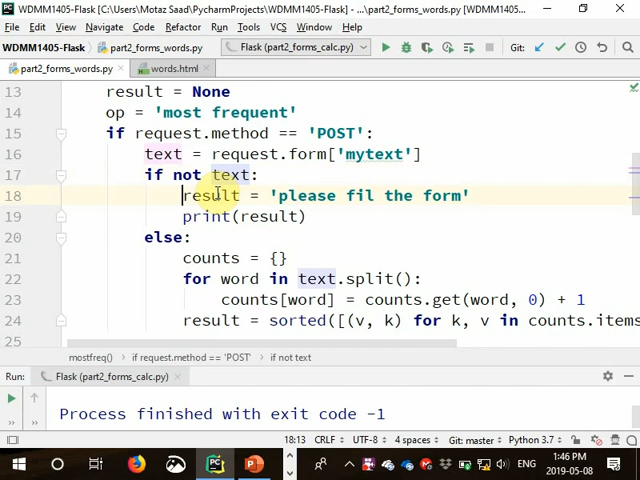 WDMM1405-Flask [C:\Users\Motaz Saad\PycharmProjects\WDMM1405-Flask] - ...\part2_forms_words.py [W...
File Edit View Navigate Code Refactor Run Tools VCS Window Help
WDMM1405-Flask part2_forms_words.py Flask (part2_forms_calc.py) Git:
part2_forms_words.py words.html
13 result = None
14 op = 'most frequent'
15 if request.method == 'POST':
16 text = request.form['mytext']
17 if not text:
18 result = 'please fil the form'
19 print(result)
20 else:
21 counts = {}
22 for word in text.split():
23 counts[word] = counts.get(word, 0) + 1
24 result = sorted([(v, k) for k, v in counts.items
25
mostfreq() if request.method == 'POST' if not text
Run: Flask (part2_forms_calc.py)
Process finished with exit code -1
18:13 CRLF UTF-8 4 spaces Git: master Python 3.7
ENG 1:46 PM
2019-05-08